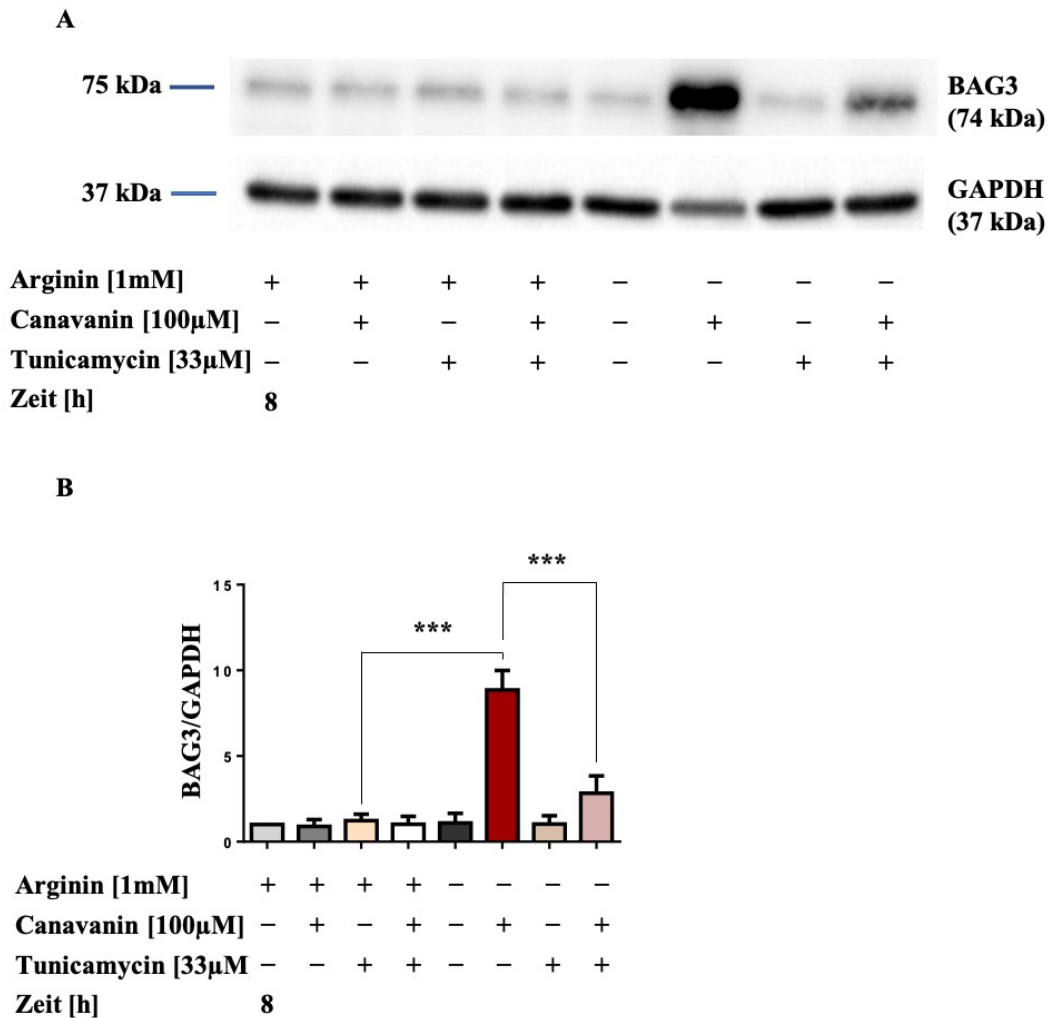 A
75 kDa BAG3
(74 kDa)
37 kDa GAPDH
(37 kDa)
Arginin [1mM] + + + + – – – –
Canavanin [100µM] – + – + – + – +
Tunicamycin [33µM] – – + + – – + +
Zeit [h] 8
B
***
***
15
10
5
0
BAG3/GAPDH
Arginin [1mM] + + + + – – – –
Canavanin [100µM] – + – + – + – +
Tunicamycin [33µM – – + + – – + +
Zeit [h] 8